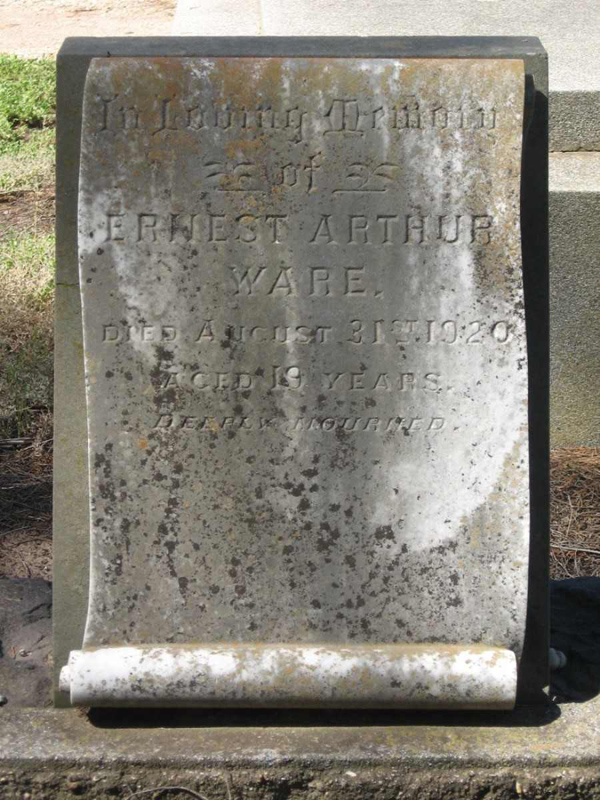 In Loving Memory
of
ERNEST ARTHUR
WARE.
DIED AUGUST 31ST 1920
AGED 19 YEARS.
DEEPLY MOURNED.